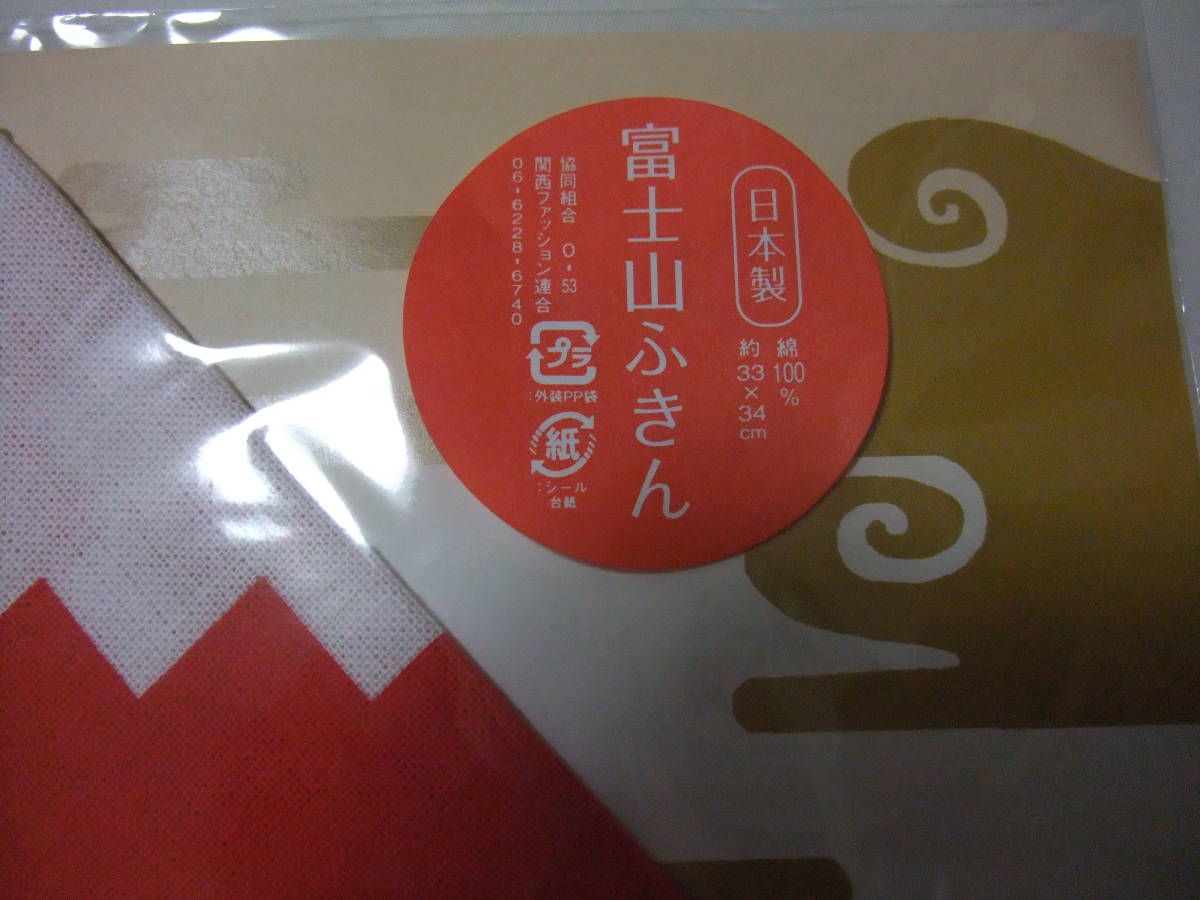 日本製
綿100%
約33×34cm
富士山ふきん
プラ
:外装PP袋
紙
:シール
台紙
協同組合 O-53
関西ファッション連合
06-6228-6740